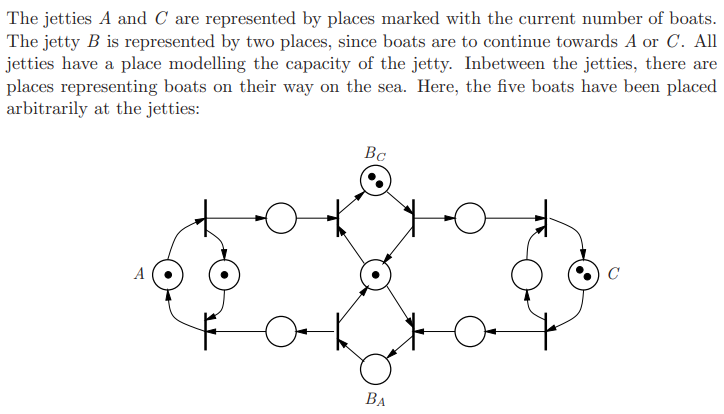 The jetties A and C are represented by places marked with the current number of boats.
The jetty B is represented by two places, since boats are to continue towards A or C. All
jetties have a place modelling the capacity of the jetty. Inbetween the jetties, there are
places representing boats on their way on the sea. Here, the five boats have been placed
arbitrarily at the jetties:
B_C
A
C
B_A